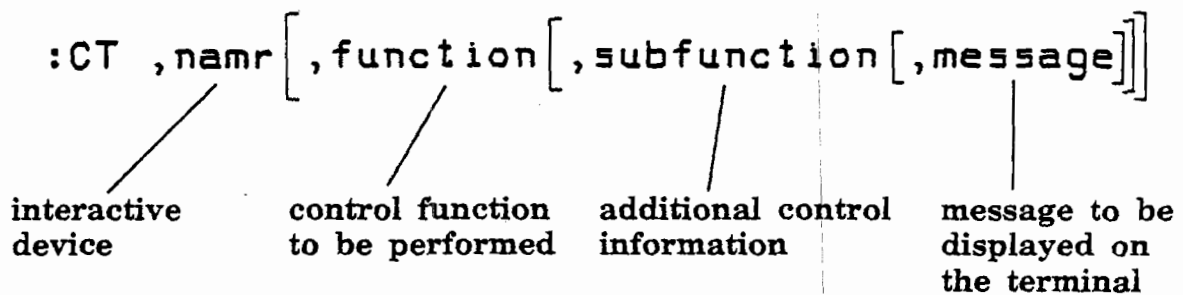 :CT ,namr[,function[,subfunction[,message]]]
interactive device
control function to be performed
additional control information
message to be displayed on the terminal